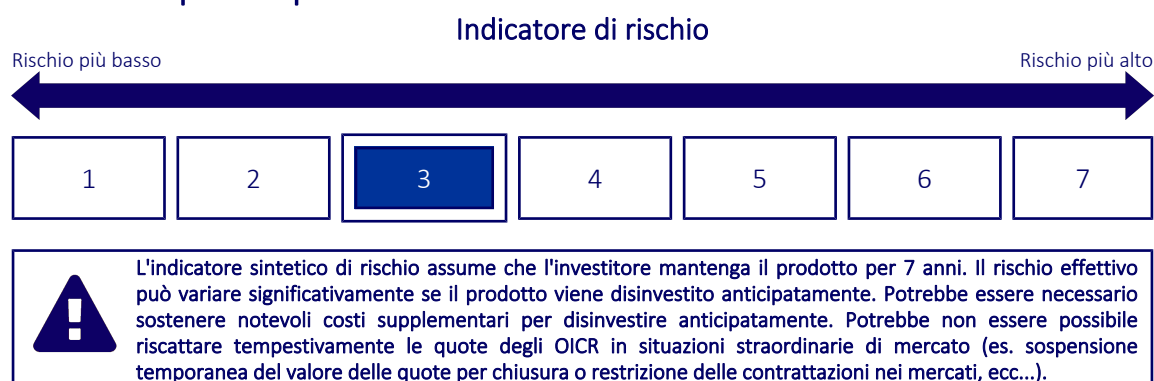 Indicatore di rischio
Rischio più basso
Rischio più alto
1
2
3
4
5
6
7
L'indicatore sintetico di rischio assume che l'investitore mantenga il prodotto per 7 anni. Il rischio effettivo
può variare significativamente se il prodotto viene disinvestito anticipatamente. Potrebbe essere necessario
sostenere notevoli costi supplementari per disinvestire anticipatamente. Potrebbe non essere possibile
riscattare tempestivamente le quote degli OICR in situazioni straordinarie di mercato (es. sospensione
temporanea del valore delle quote per chiusura o restrizione delle contrattazioni nei mercati, ecc...).